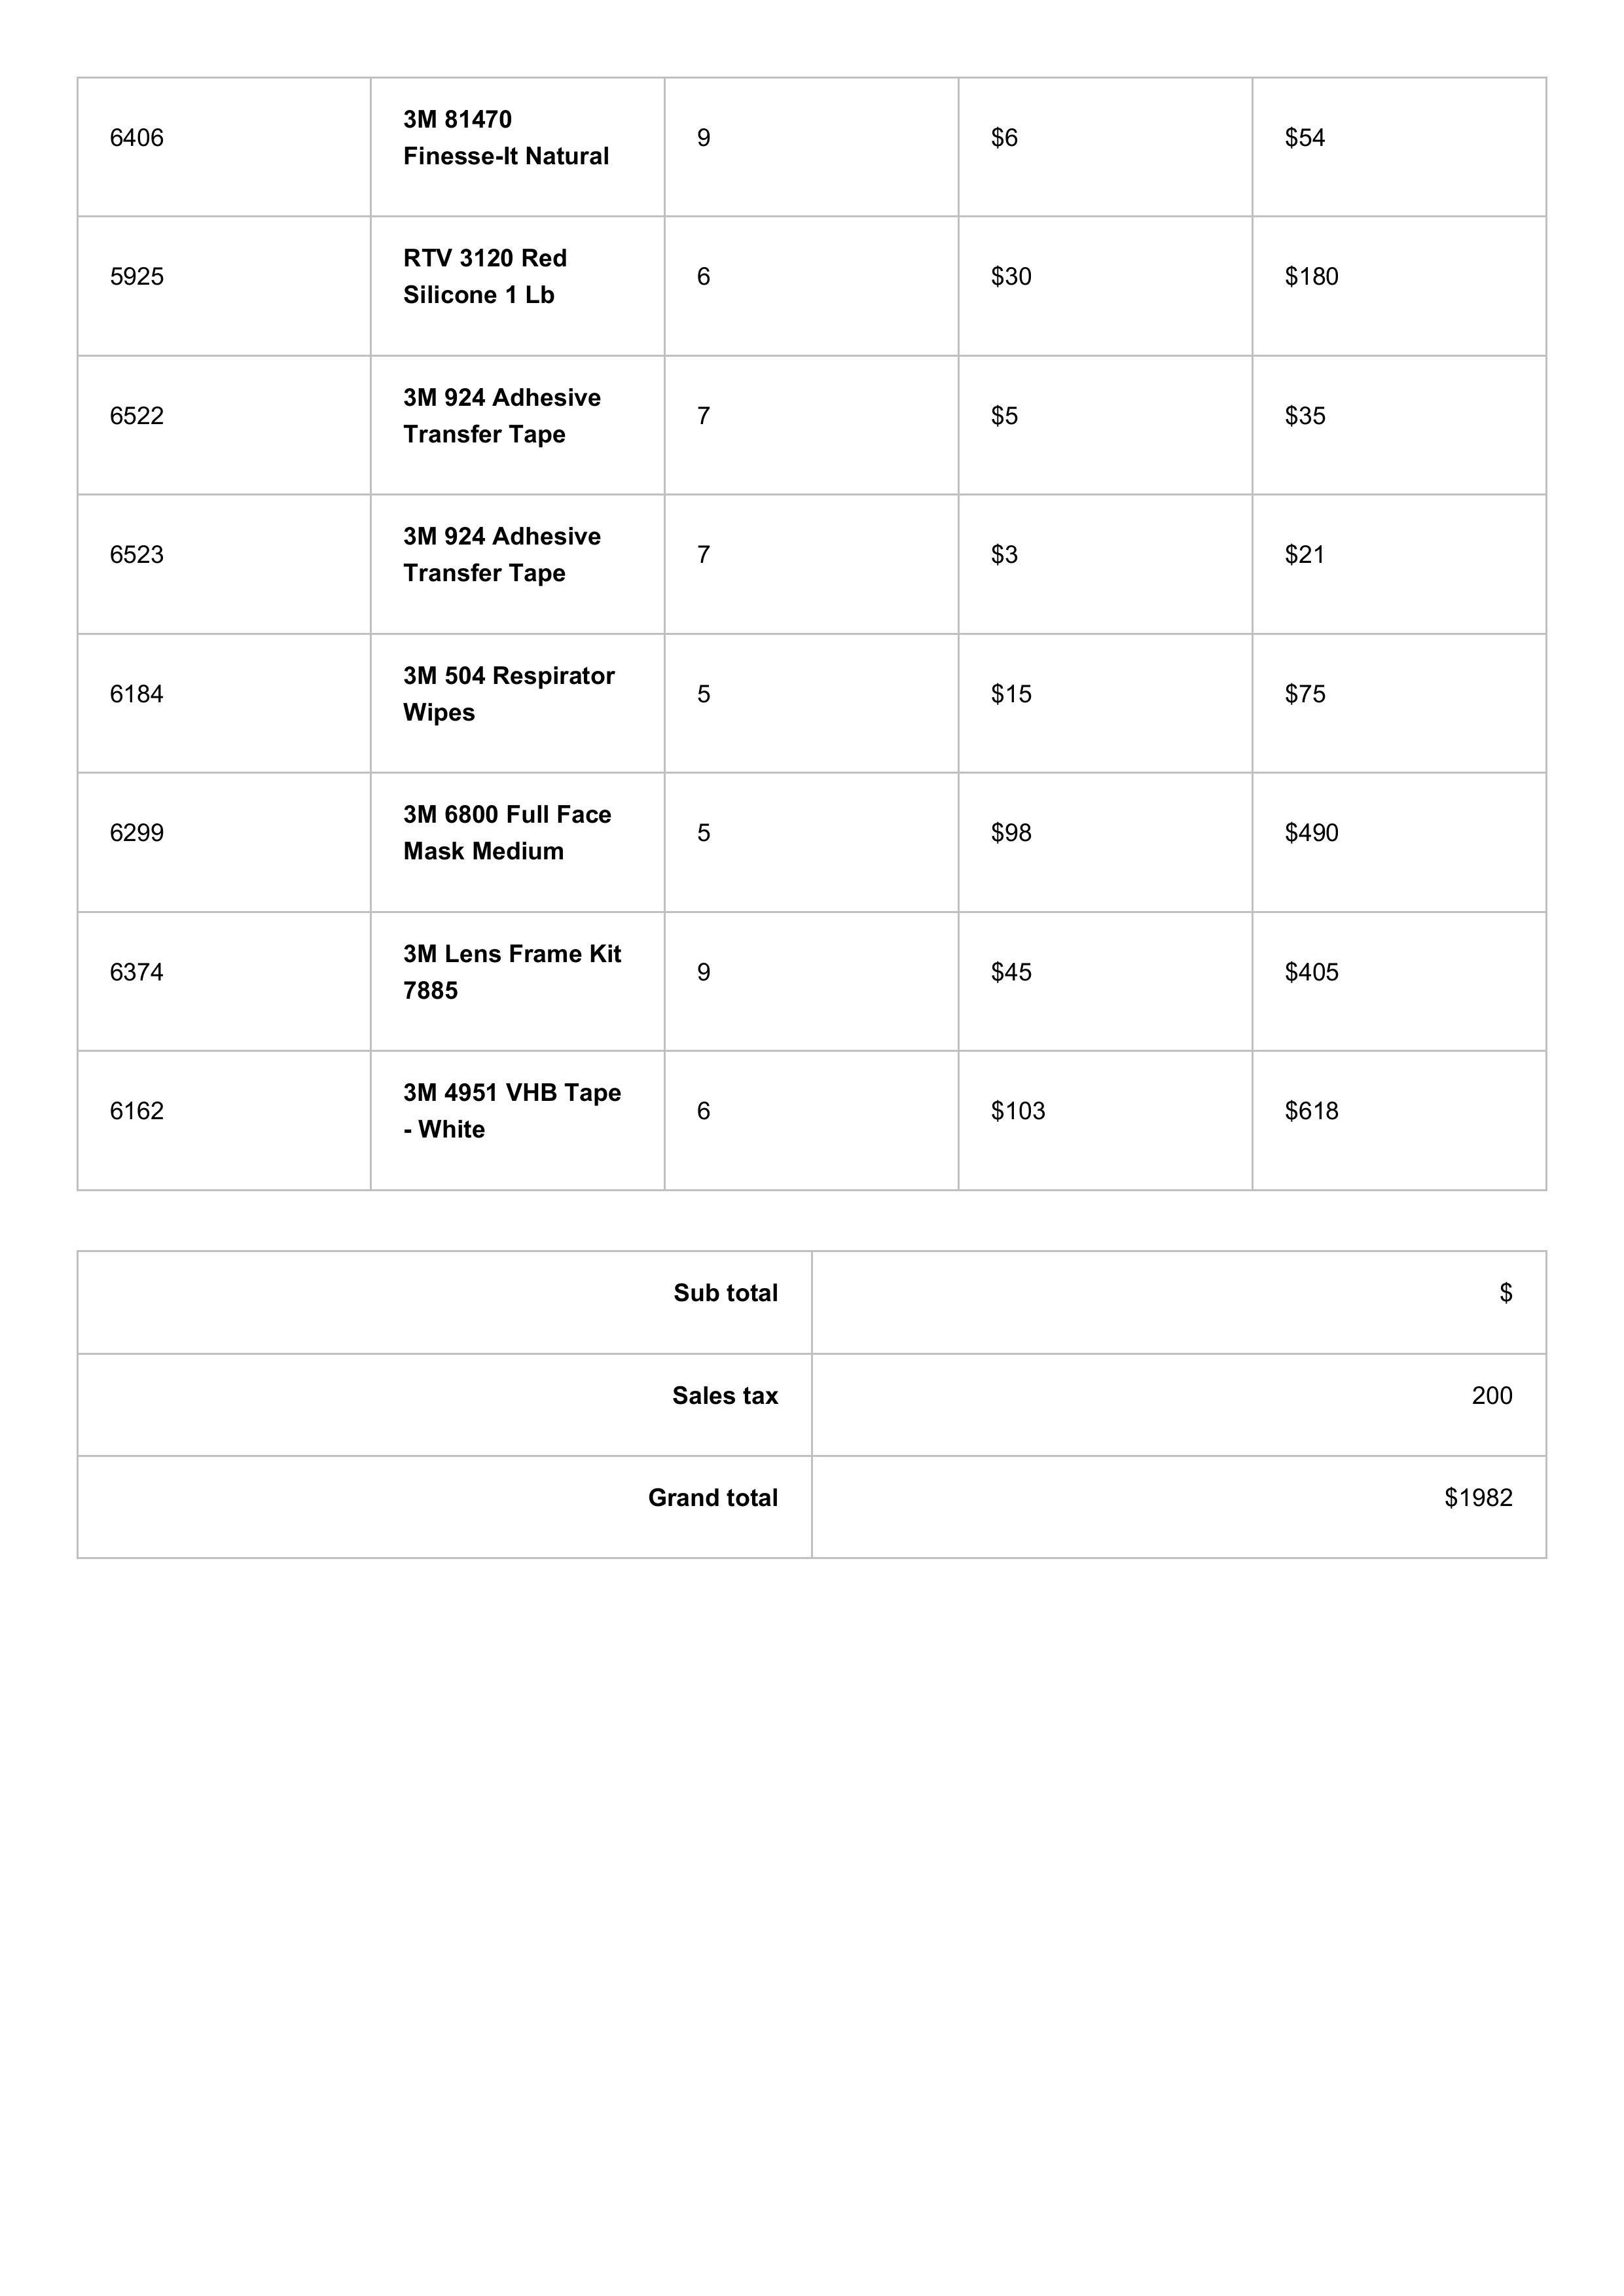 6406
3M 81470
Finesse-It Natural
9
$6
$54
5925
RTV 3120 Red
Silicone 1 Lb
6
$30
$180
6522
3M 924 Adhesive
Transfer Tape
7
$5
$35
6523
3M 924 Adhesive
Transfer Tape
7
$3
$21
6184
3M 504 Respirator
Wipes
5
$15
$75
6299
3M 6800 Full Face
Mask Medium
5
$98
$490
6374
3M Lens Frame Kit
7885
9
$45
$405
6162
3M 4951 VHB Tape
- White
6
$103
$618
Sub total
$
Sales tax
200
Grand total
$1982